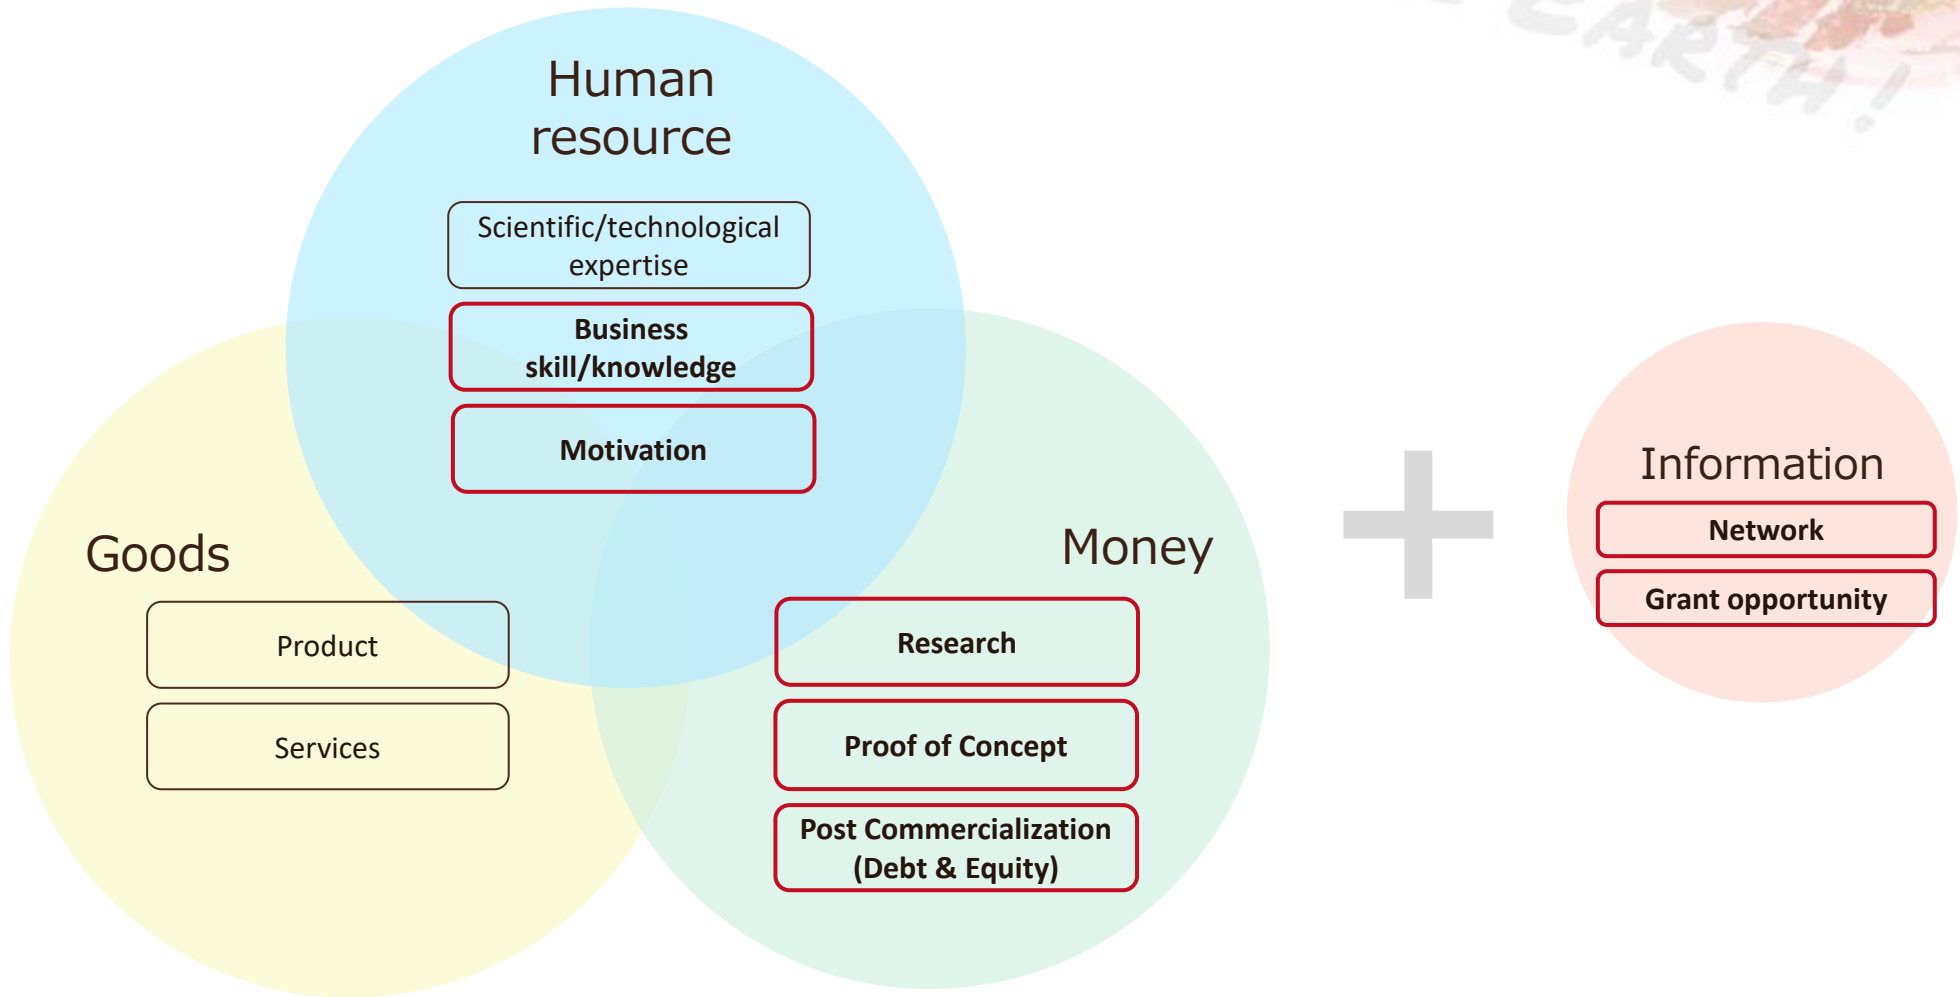 EARTH!
Human
resource
Scientific/technological
expertise
Business
skill/knowledge
Motivation
Goods
Product
Services
Money
Research
Proof of Concept
Post Commercialization
(Debt & Equity)
Information
Network
Grant opportunity